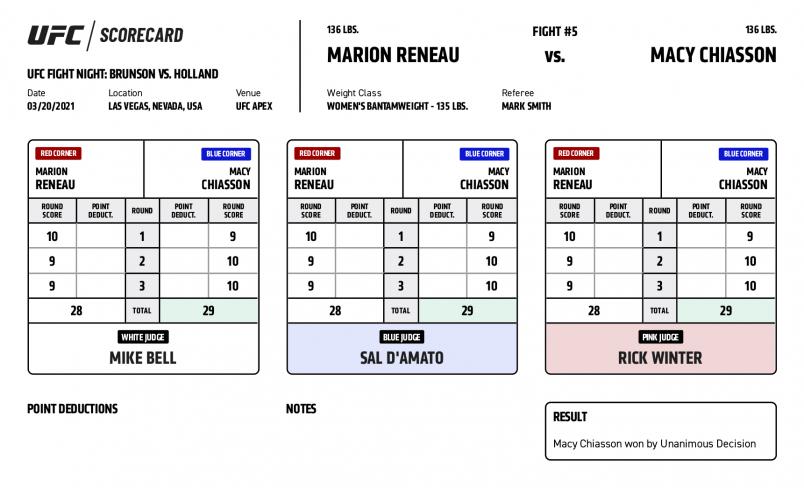 UFC / SCORECARD
UFC FIGHT NIGHT: BRUNSON VS. HOLLAND
Date Location Venue
03/20/2021 LAS VEGAS, NEVADA, USA UFC APEX
136 LBS. FIGHT #5 136 LBS.
MARION RENEAU VS. MACY CHIASSON
Weight Class Referee
WOMEN'S BANTAMWEIGHT - 135 LBS. MARK SMITH
RED CORNER BLUE CORNER
MARION MACY
RENEAU CHIASSON
ROUND POINT ROUND POINT ROUND
SCORE DEDUCT. DEDUCT. SCORE
10 1 9
9 2 10
9 3 10
28 TOTAL 29
WHITE JUDGE
MIKE BELL
RED CORNER BLUE CORNER
MARION MACY
RENEAU CHIASSON
ROUND POINT ROUND POINT ROUND
SCORE DEDUCT. DEDUCT. SCORE
10 1 9
9 2 10
9 3 10
28 TOTAL 29
BLUE JUDGE
SAL D'AMATO
RED CORNER BLUE CORNER
MARION MACY
RENEAU CHIASSON
ROUND POINT ROUND POINT ROUND
SCORE DEDUCT. DEDUCT. SCORE
10 1 9
9 2 10
9 3 10
28 TOTAL 29
PINK JUDGE
RICK WINTER
POINT DEDUCTIONS
NOTES
RESULT
Macy Chiasson won by Unanimous Decision